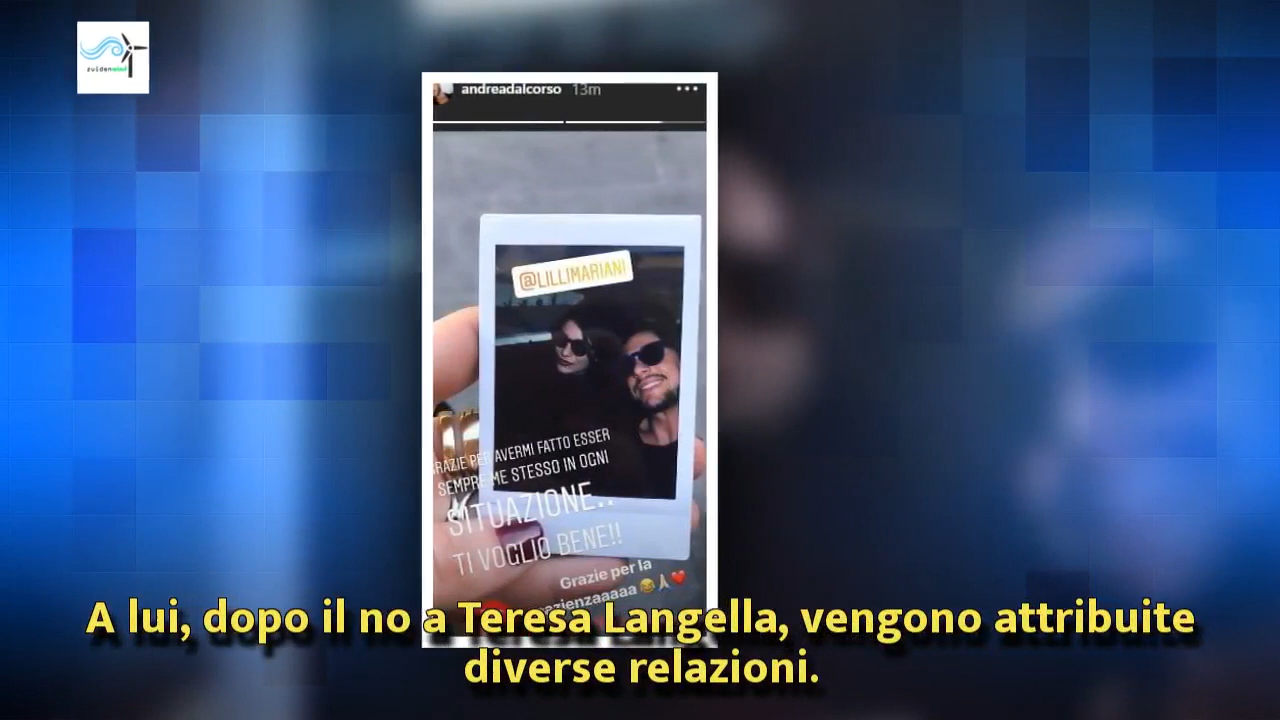 zuidenwind
andreadalcorso 13m
@LILLIMARIANI
GRAZIE PER AVERMI FATTO ESSER
SEMPRE ME STESSO IN OGNI
SITUAZIONE..
TI VOGLIO BENE!!
Grazie per la
A lui, dopo il no a Teresa Langella, vengono attribuite
diverse relazioni.